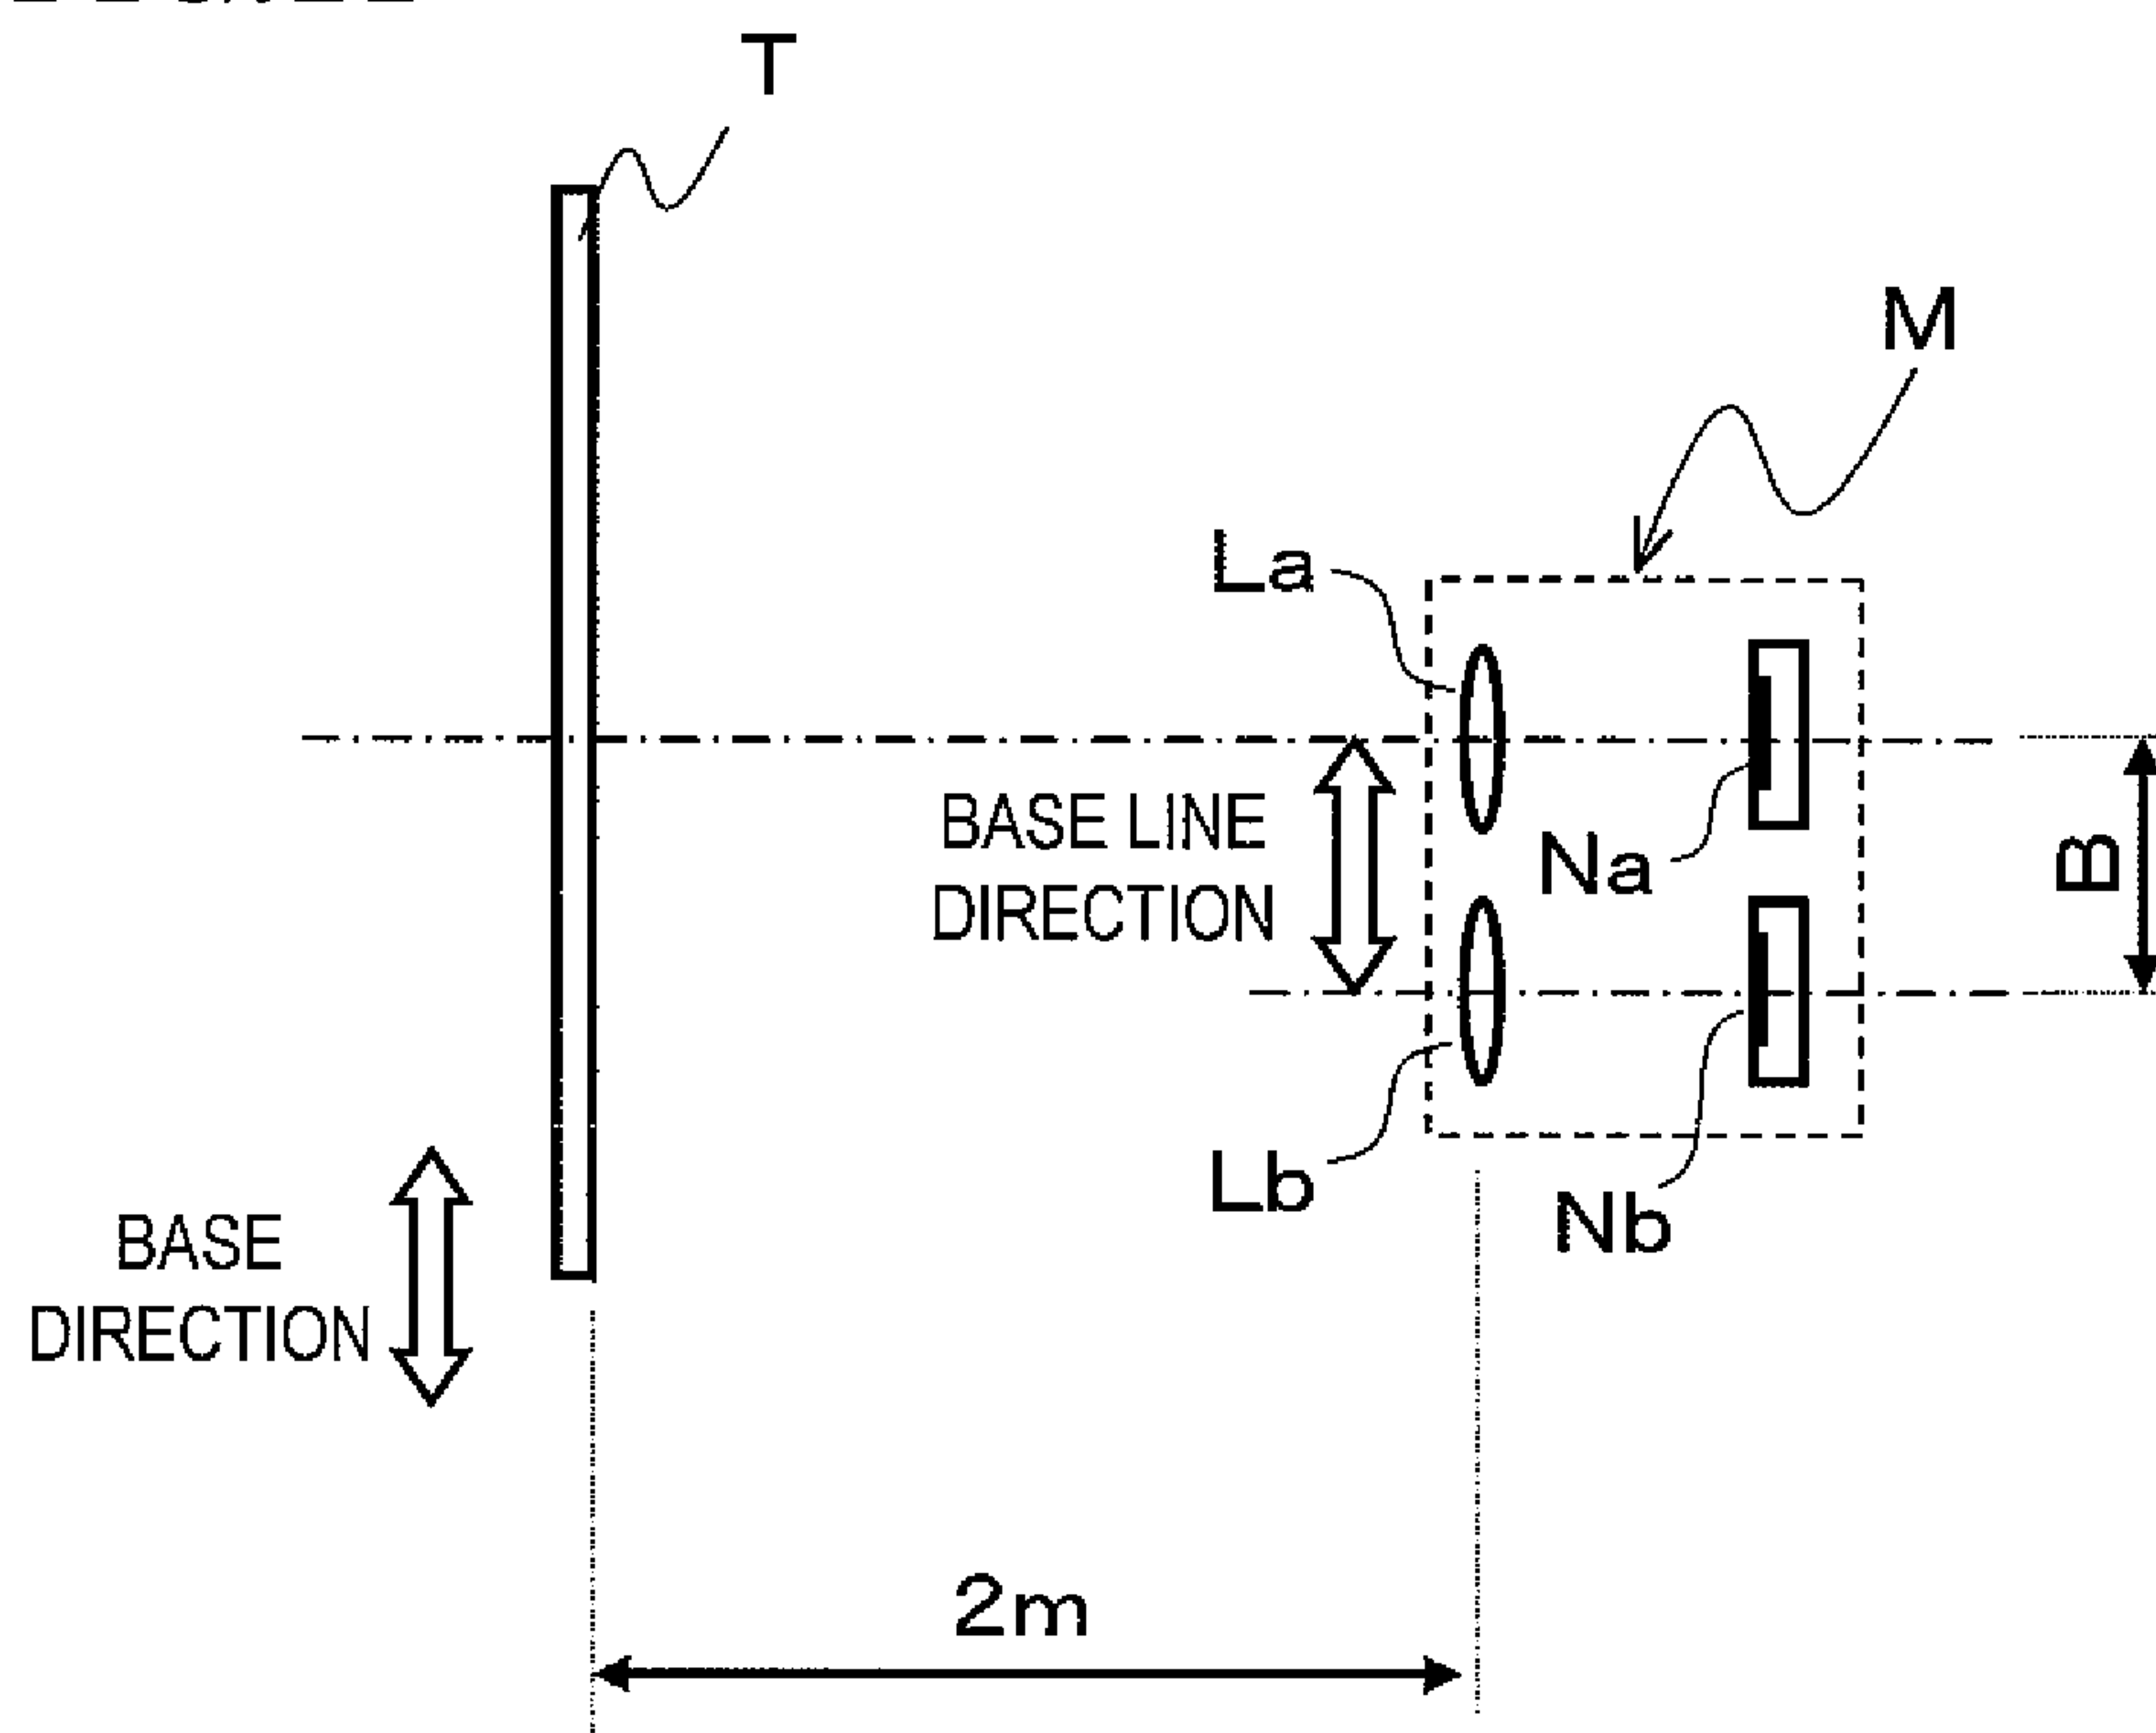 T
M
La
BASE LINE
DIRECTION
Na
B
Lb
Nb
BASE
DIRECTION
2m